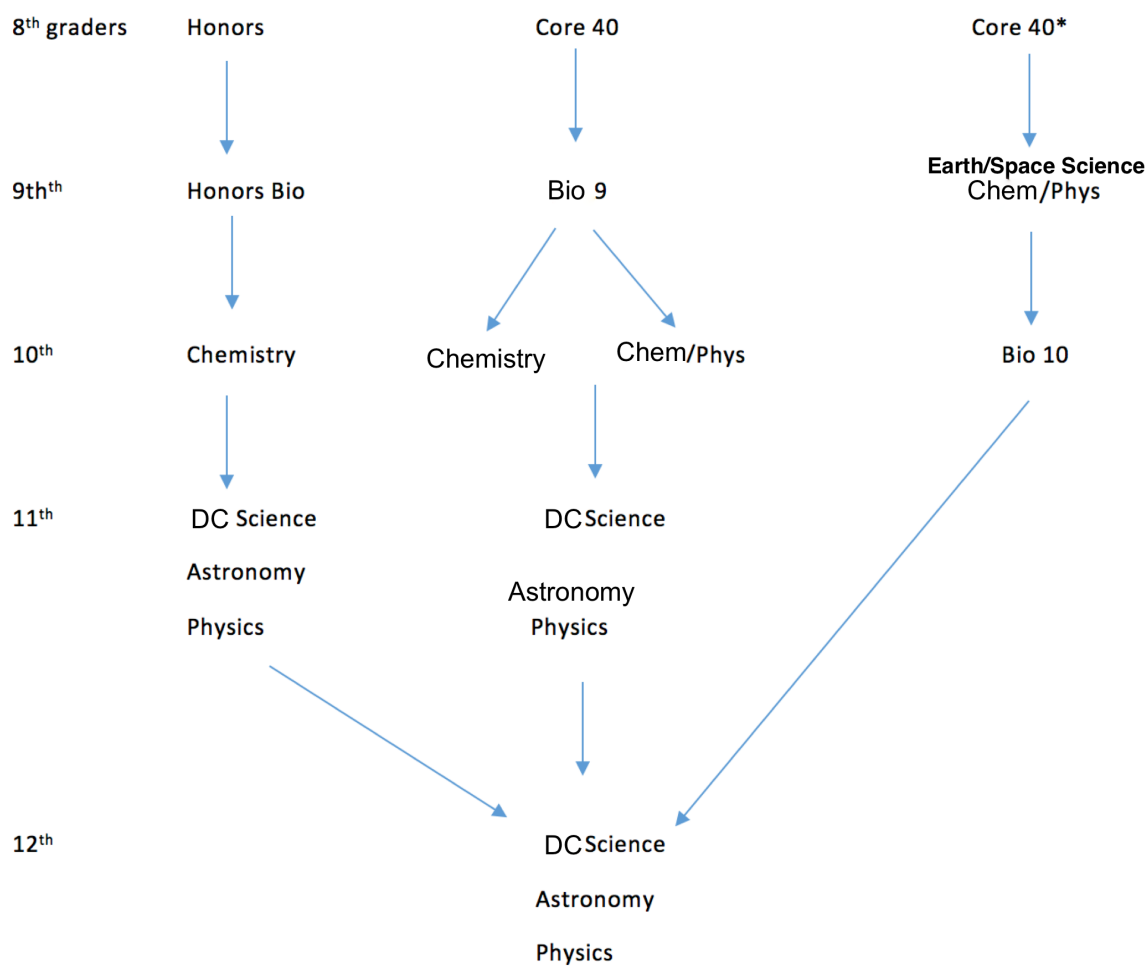 8th graders Honors Core 40 Core 40*
Earth/Space Science
9thth Honors Bio Bio 9 Chem/Phys
10th Chemistry Chemistry Chem/Phys Bio 10
11th DC Science DC Science
Astronomy
Astronomy
Physics Physics
12th DC Science
Astronomy
Physics